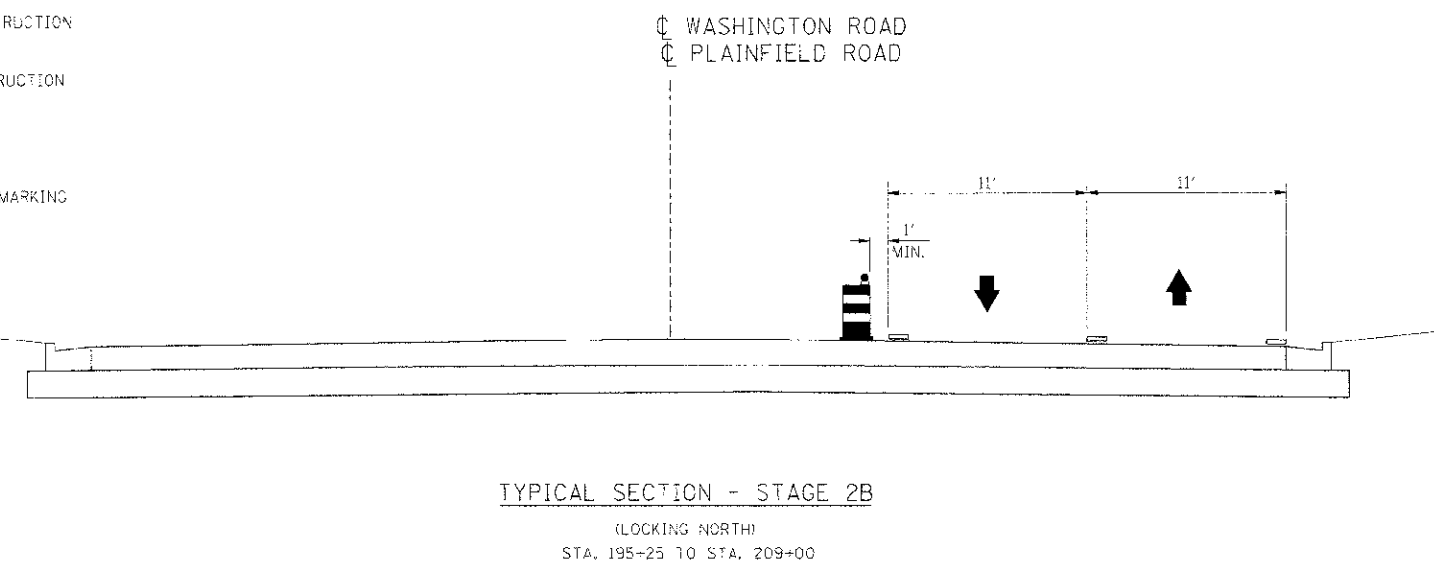 RUCTION
℄ WASHINGTON ROAD
℄ PLAINFIELD ROAD
RUCTION
MARKING
11' 11'
1'
MIN.
TYPICAL SECTION - STAGE 2B
(LOOKING NORTH)
STA. 195+25 TO STA. 209+00